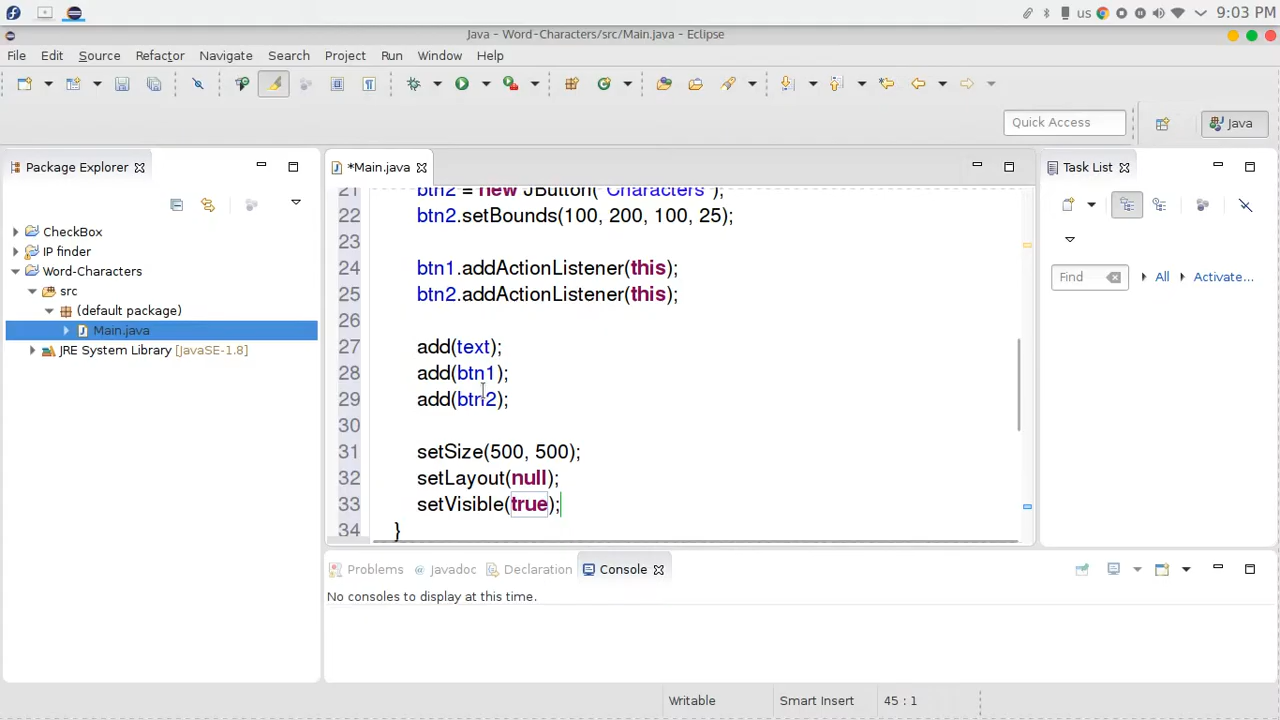 us
9:03 PM
Java - Word-Characters/src/Main.java - Eclipse
File Edit Source Refactor Navigate Search Project Run Window Help
Quick Access
Java
Package Explorer
*Main.java
Task List
CheckBox
IP finder
Word-Characters
src
(default package)
Main.java
JRE System Library [JavaSE-1.8]
21 btn2 = new JButton("Characters");
22 btn2.setBounds(100, 200, 100, 25);
23
24 btn1.addActionListener(this);
25 btn2.addActionListener(this);
26
27 add(text);
28 add(btn1);
29 add(btn2);
30
31 setSize(500, 500);
32 setLayout(null);
33 setVisible(true);
34 }
Find All Activate...
Problems Javadoc Declaration Console
No consoles to display at this time.
Writable Smart Insert 45 : 1